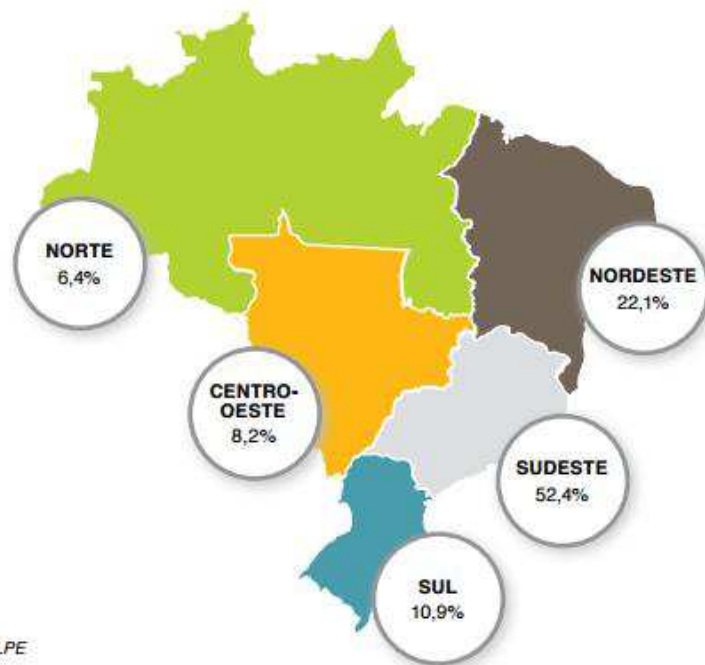 NORTE
6,4%
NORDESTE
22,1%
CENTRO-
OESTE
8,2%
SUDESTE
52,4%
SUL
10,9%